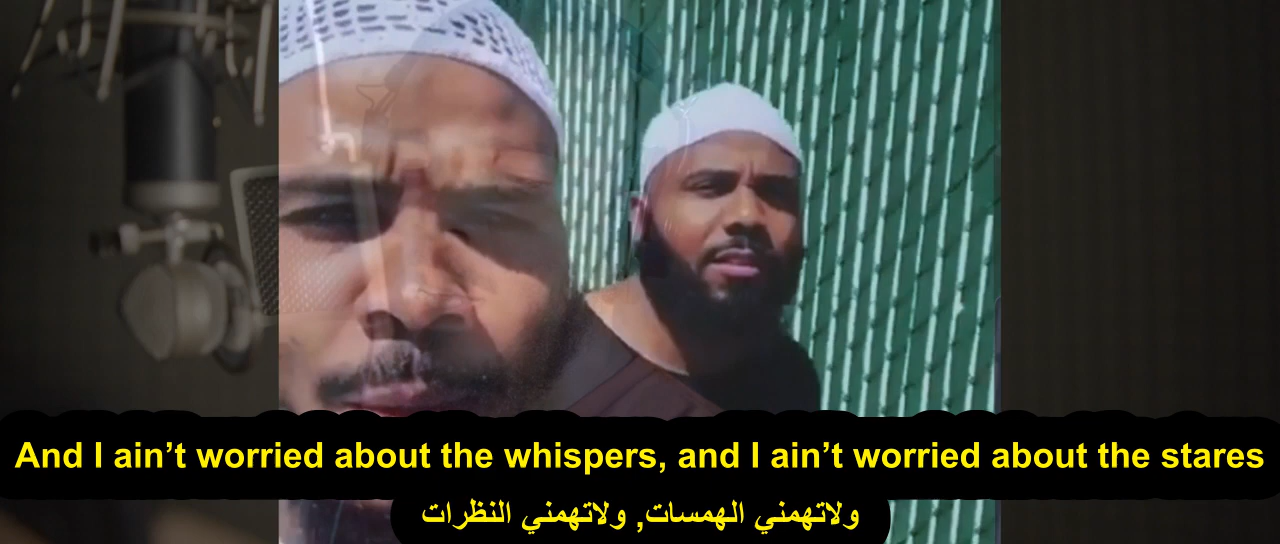 And I ain’t worried about the whispers, and I ain’t worried about the stares
ولاتهمني الهمسات, ولاتهمني النظرات